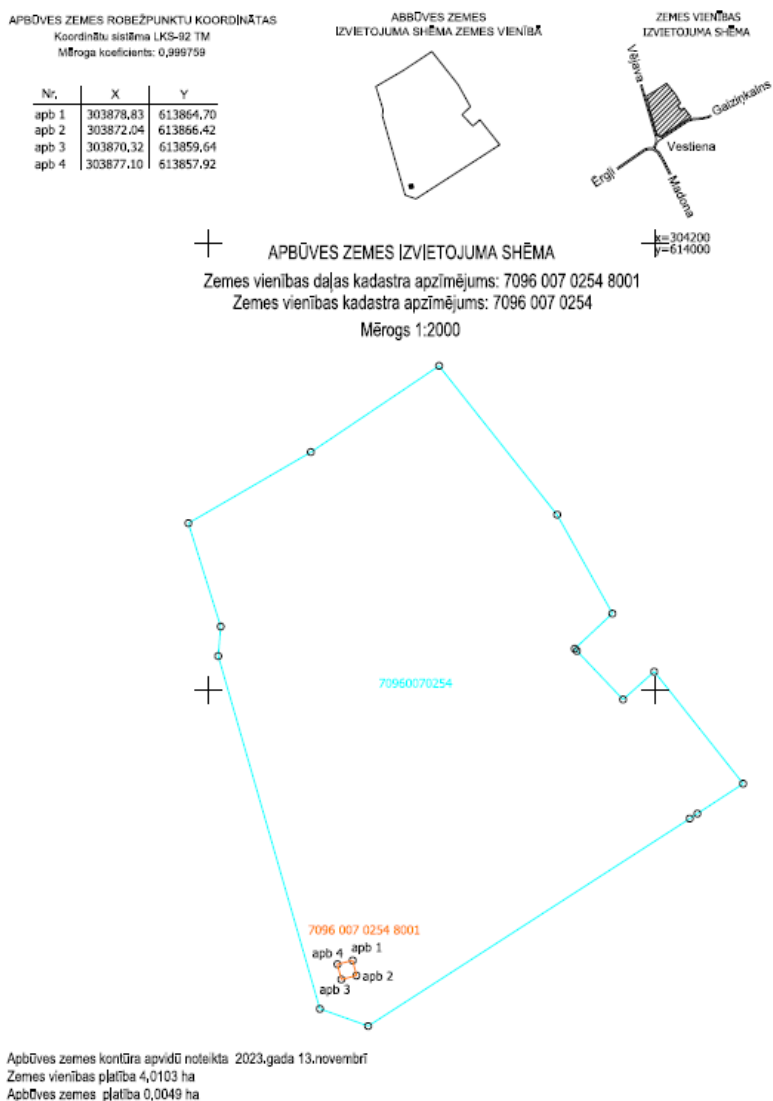 APBŪVES ZEMES ROBEŽPUNKTU KOORDINĀTAS
Koordinātu sistēma LKS-92 TM
Mēroga koeficients: 0,999759
Nr. X Y
apb 1 303878.83 613864.70
apb 2 303872.04 613866.42
apb 3 303870.32 613859.64
apb 4 303877.10 613857.92
ABBŪVES ZEMES
IZVIETOJUMA SHĒMA ZEMES VIENĪBĀ
ZEMES VIENĪBAS
IZVIETOJUMA SHĒMA
Vējava
Gaiziņkalns
Vestiena
Ērgļi
Madona
x=304200
y=614000
APBŪVES ZEMES IZVIETOJUMA SHĒMA
Zemes vienības daļas kadastra apzīmējums: 7096 007 0254 8001
Zemes vienības kadastra apzīmējums: 7096 007 0254
Mērogs 1:2000
70960070254
7096 007 0254 8001
apb 4
apb 1
apb 2
apb 3
Apbūves zemes kontūra apvidū noteikta 2023.gada 13.novembrī
Zemes vienības platība 4,0103 ha
Apbūves zemes platība 0,0049 ha